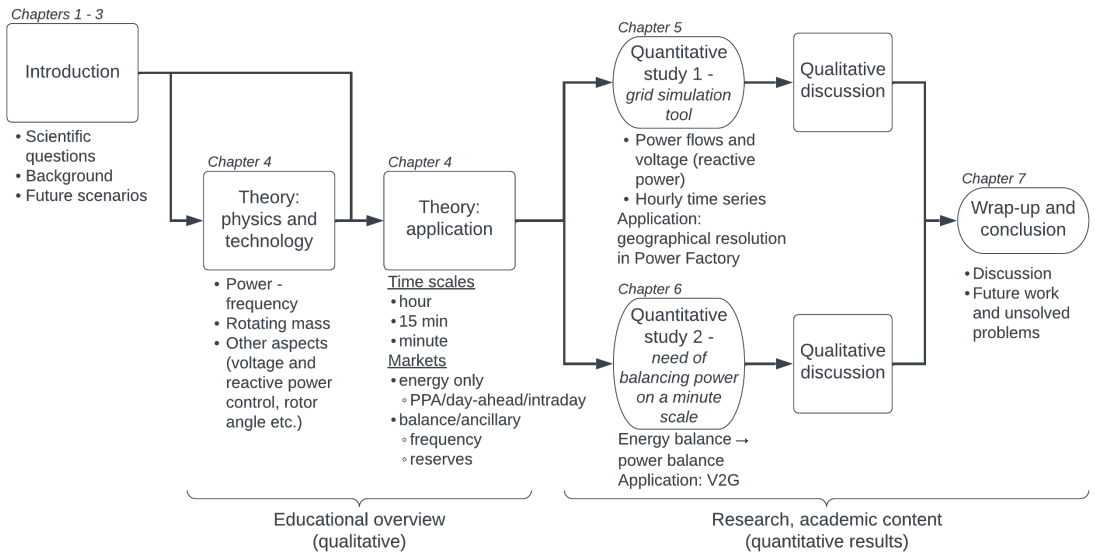 Chapters 1 - 3
Introduction
• Scientific
questions
• Background
• Future scenarios
Chapter 4
Theory:
physics and
technology
• Power -
frequency
• Rotating mass
• Other aspects
(voltage and
reactive power
control, rotor
angle etc.)
Chapter 4
Theory:
application
Time scales
• hour
• 15 min
• minute
Markets
• energy only
◦ PPA/day-ahead/intraday
• balance/ancillary
◦ frequency
◦ reserves
Chapter 5
Quantitative
study 1 -
grid simulation
tool
• Power flows and
voltage (reactive
power)
• Hourly time series
Application:
geographical resolution
in Power Factory
Qualitative
discussion
Chapter 6
Quantitative
study 2 -
need of
balancing power
on a minute
scale
Energy balance →
power balance
Application: V2G
Qualitative
discussion
Chapter 7
Wrap-up and
conclusion
• Discussion
• Future work
and unsolved
problems
Educational overview
(qualitative)
Research, academic content
(quantitative results)